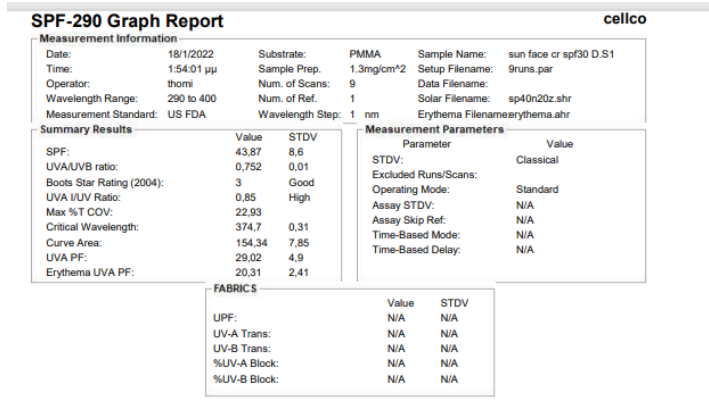 SPF-290 Graph Report cellco
Measurement Information
Date: 18/1/2022 Substrate: PMMA Sample Name: sun face cr spf30 D.S1
Time: 1:54:01 μμ Sample Prep. 1.3mg/cm^2 Setup Filename: 9runs.par
Operator: thomi Num. of Scans: 9 Data Filename:
Wavelength Range: 290 to 400 Num. of Ref. 1 Solar Filename: sp40n20z.shr
Measurement Standard: US FDA Wavelength Step: 1 nm Erythema Filename:erythema.ahr
Summary Results
Value STDV
SPF: 43,87 8,6
UVA/UVB ratio: 0,752 0,01
Boots Star Rating (2004): 3 Good
UVA I/UV Ratio: 0,85 High
Max %T COV: 22,93
Critical Wavelength: 374,7 0,31
Curve Area: 154,34 7,85
UVA PF: 29,02 4,9
Erythema UVA PF: 20,31 2,41
Measurement Parameters
Parameter Value
STDV: Classical
Excluded Runs/Scans:
Operating Mode: Standard
Assay STDV: N/A
Assay Skip Ref: N/A
Time-Based Mode: N/A
Time-Based Delay: N/A
FABRICS
Value STDV
UPF: N/A N/A
UV-A Trans: N/A N/A
UV-B Trans: N/A N/A
%UV-A Block: N/A N/A
%UV-B Block: N/A N/A